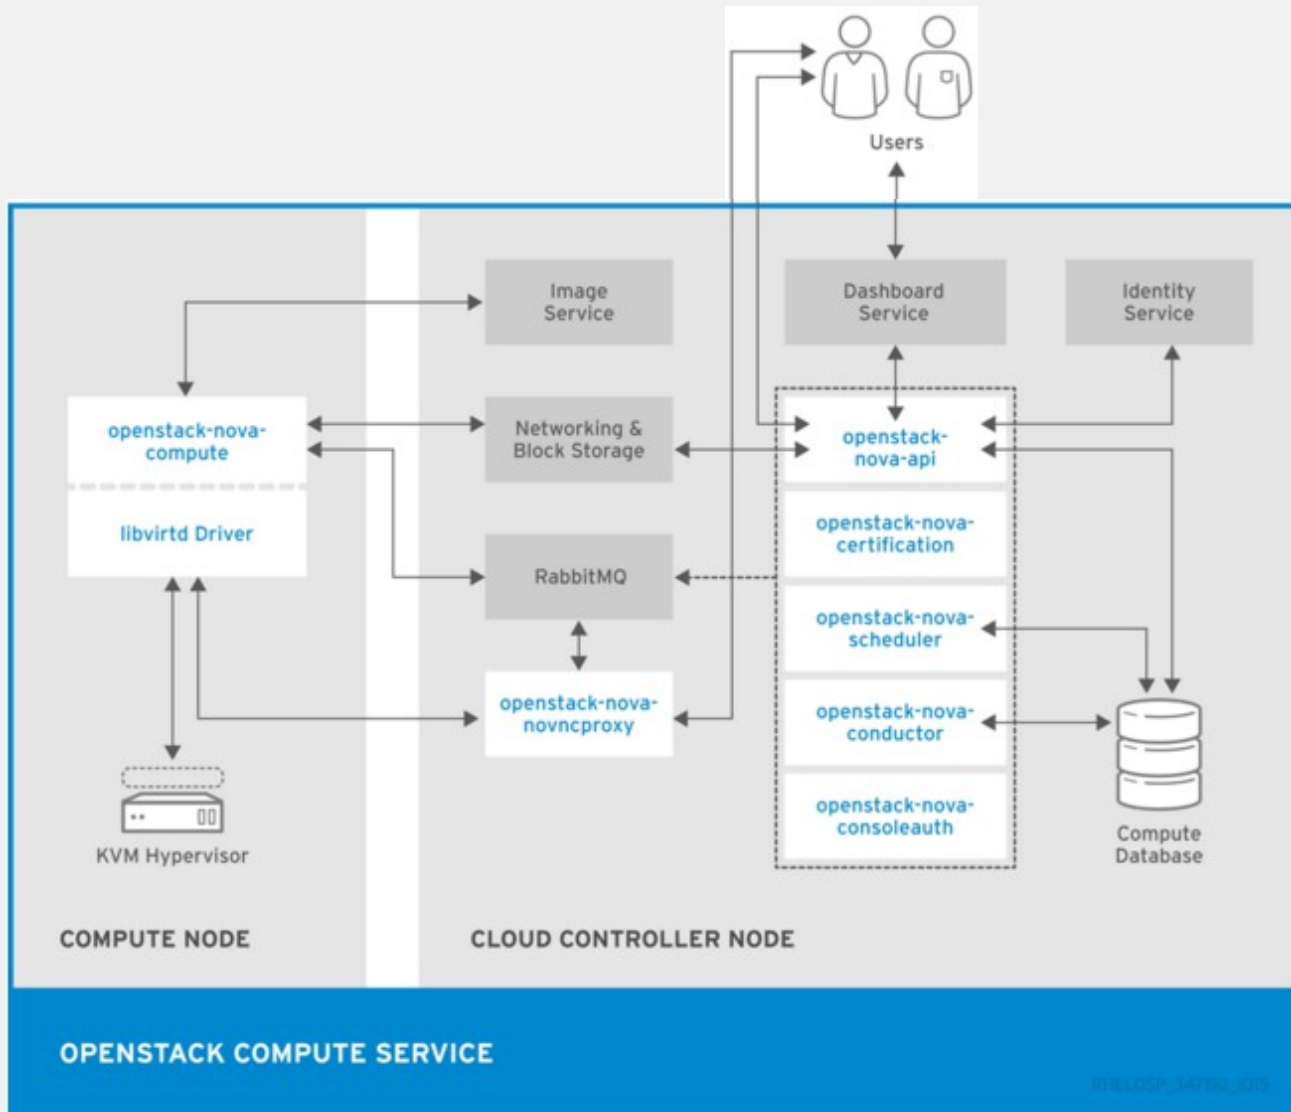 Users
Image
Service
Dashboard
Service
Identity
Service
openstack-nova-
compute
Networking &
Block Storage
openstack-
nova-api
libvirtd Driver
openstack-nova-
certification
RabbitMQ
openstack-nova-
scheduler
openstack-nova-
novncproxy
openstack-nova-
conductor
openstack-nova-
consoleauth
KVM Hypervisor
Compute
Database
COMPUTE NODE
CLOUD CONTROLLER NODE
OPENSTACK COMPUTE SERVICE
RHELOSP_347192_1015